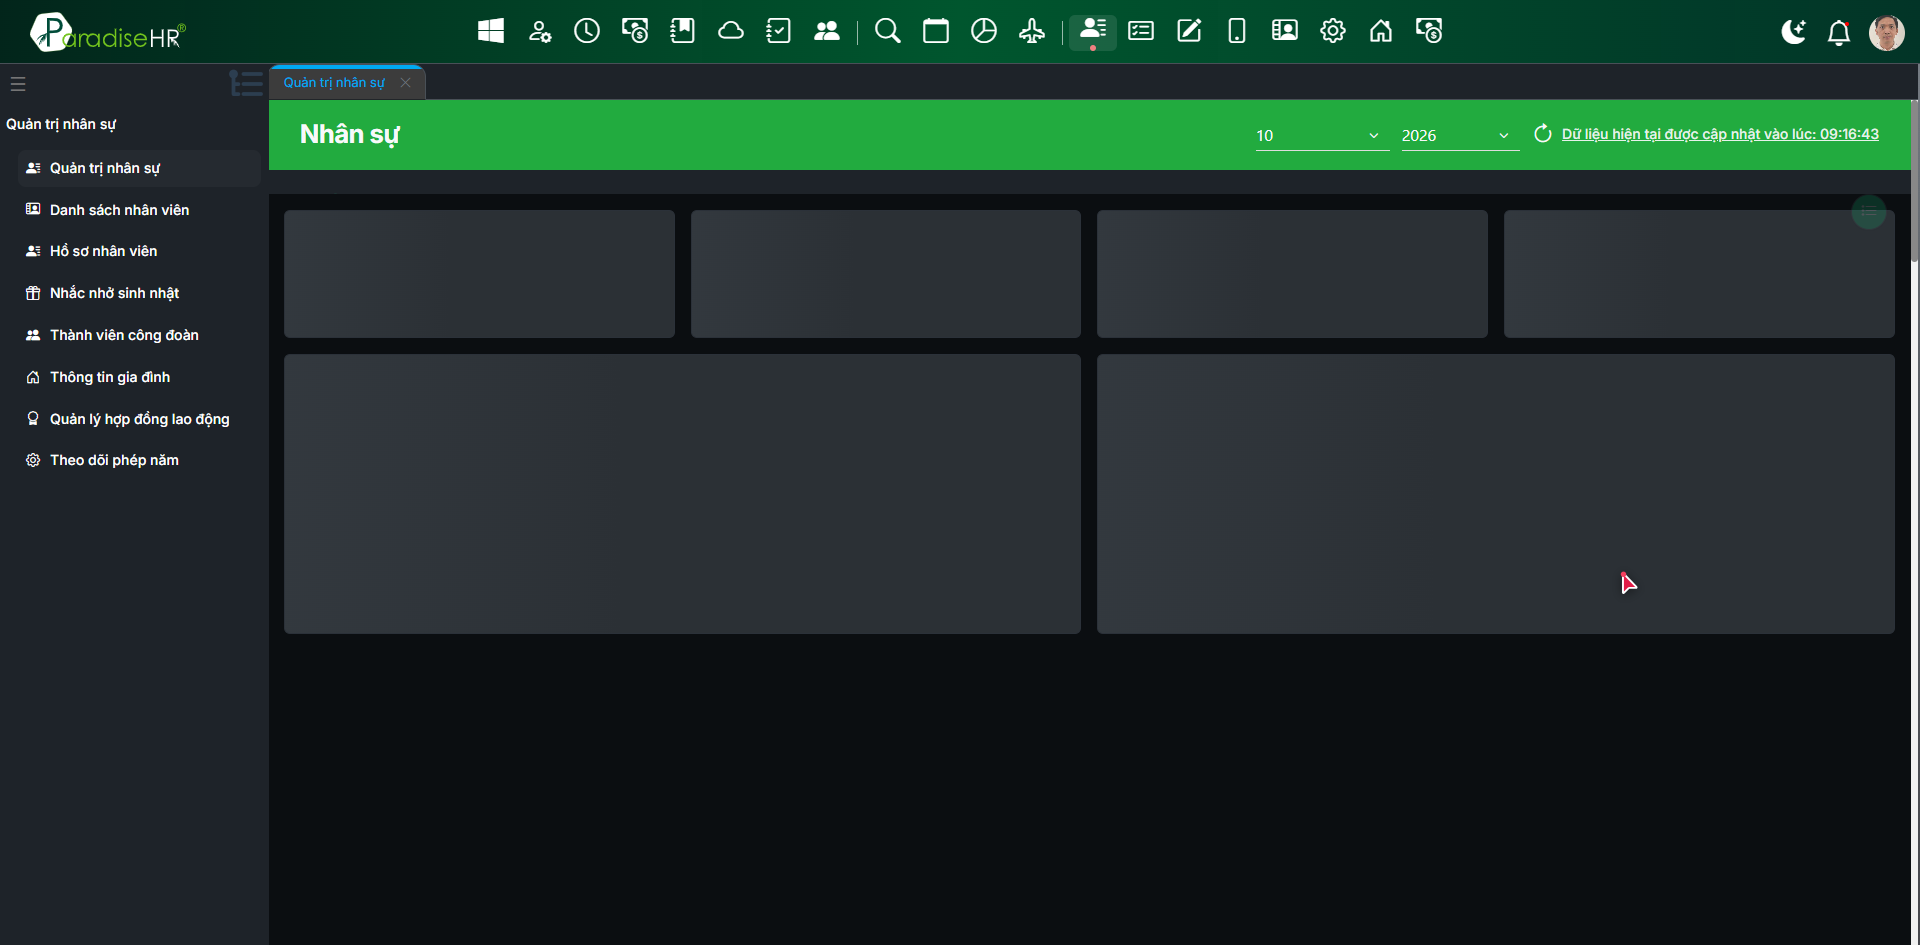 ParadiseHR®
Quản trị nhân sự
Quản trị nhân sự
Nhân sự
10
2026
Dữ liệu hiện tại được cập nhật vào lúc: 09:16:43
Quản trị nhân sự
Danh sách nhân viên
Hồ sơ nhân viên
Nhắc nhở sinh nhật
Thành viên công đoàn
Thông tin gia đình
Quản lý hợp đồng lao động
Theo dõi phép năm